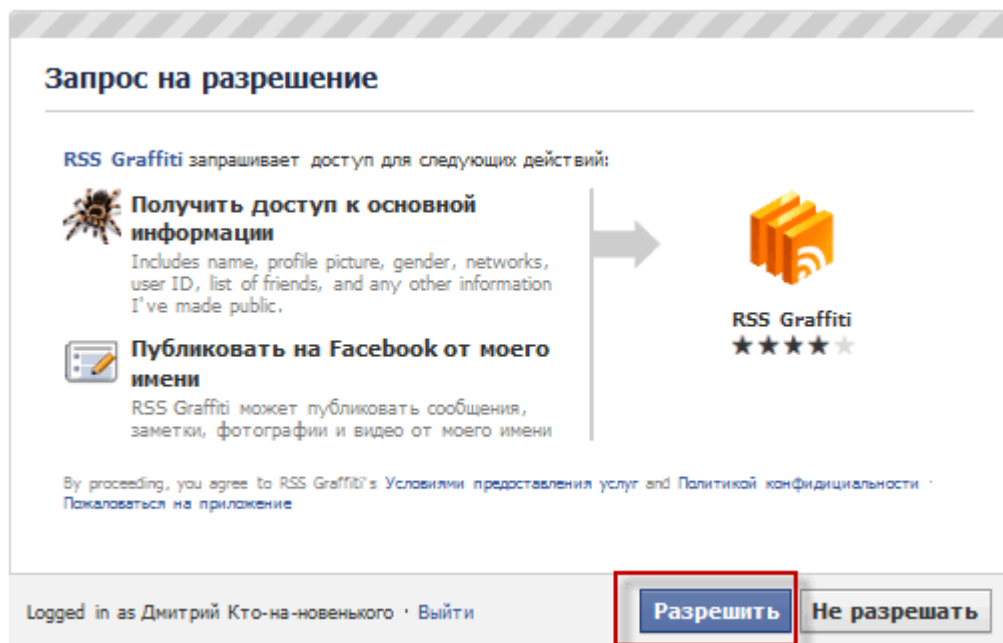 Запрос на разрешение
RSS Graffiti запрашивает доступ для следующих действий:
Получить доступ к основной
информации
Includes name, profile picture, gender, networks,
user ID, list of friends, and any other information
I've made public.
RSS Graffiti
Публиковать на Facebook от моего
имени
RSS Graffiti может публиковать сообщения,
заметки, фотографии и видео от моего имени
By proceeding, you agree to RSS Graffiti's Условиями предоставления услуг and Политикой конфидициальности ·
Пожаловаться на приложение
Logged in as Дмитрий Кто-на-новенького · Выйти
Разрешить
Не разрешать